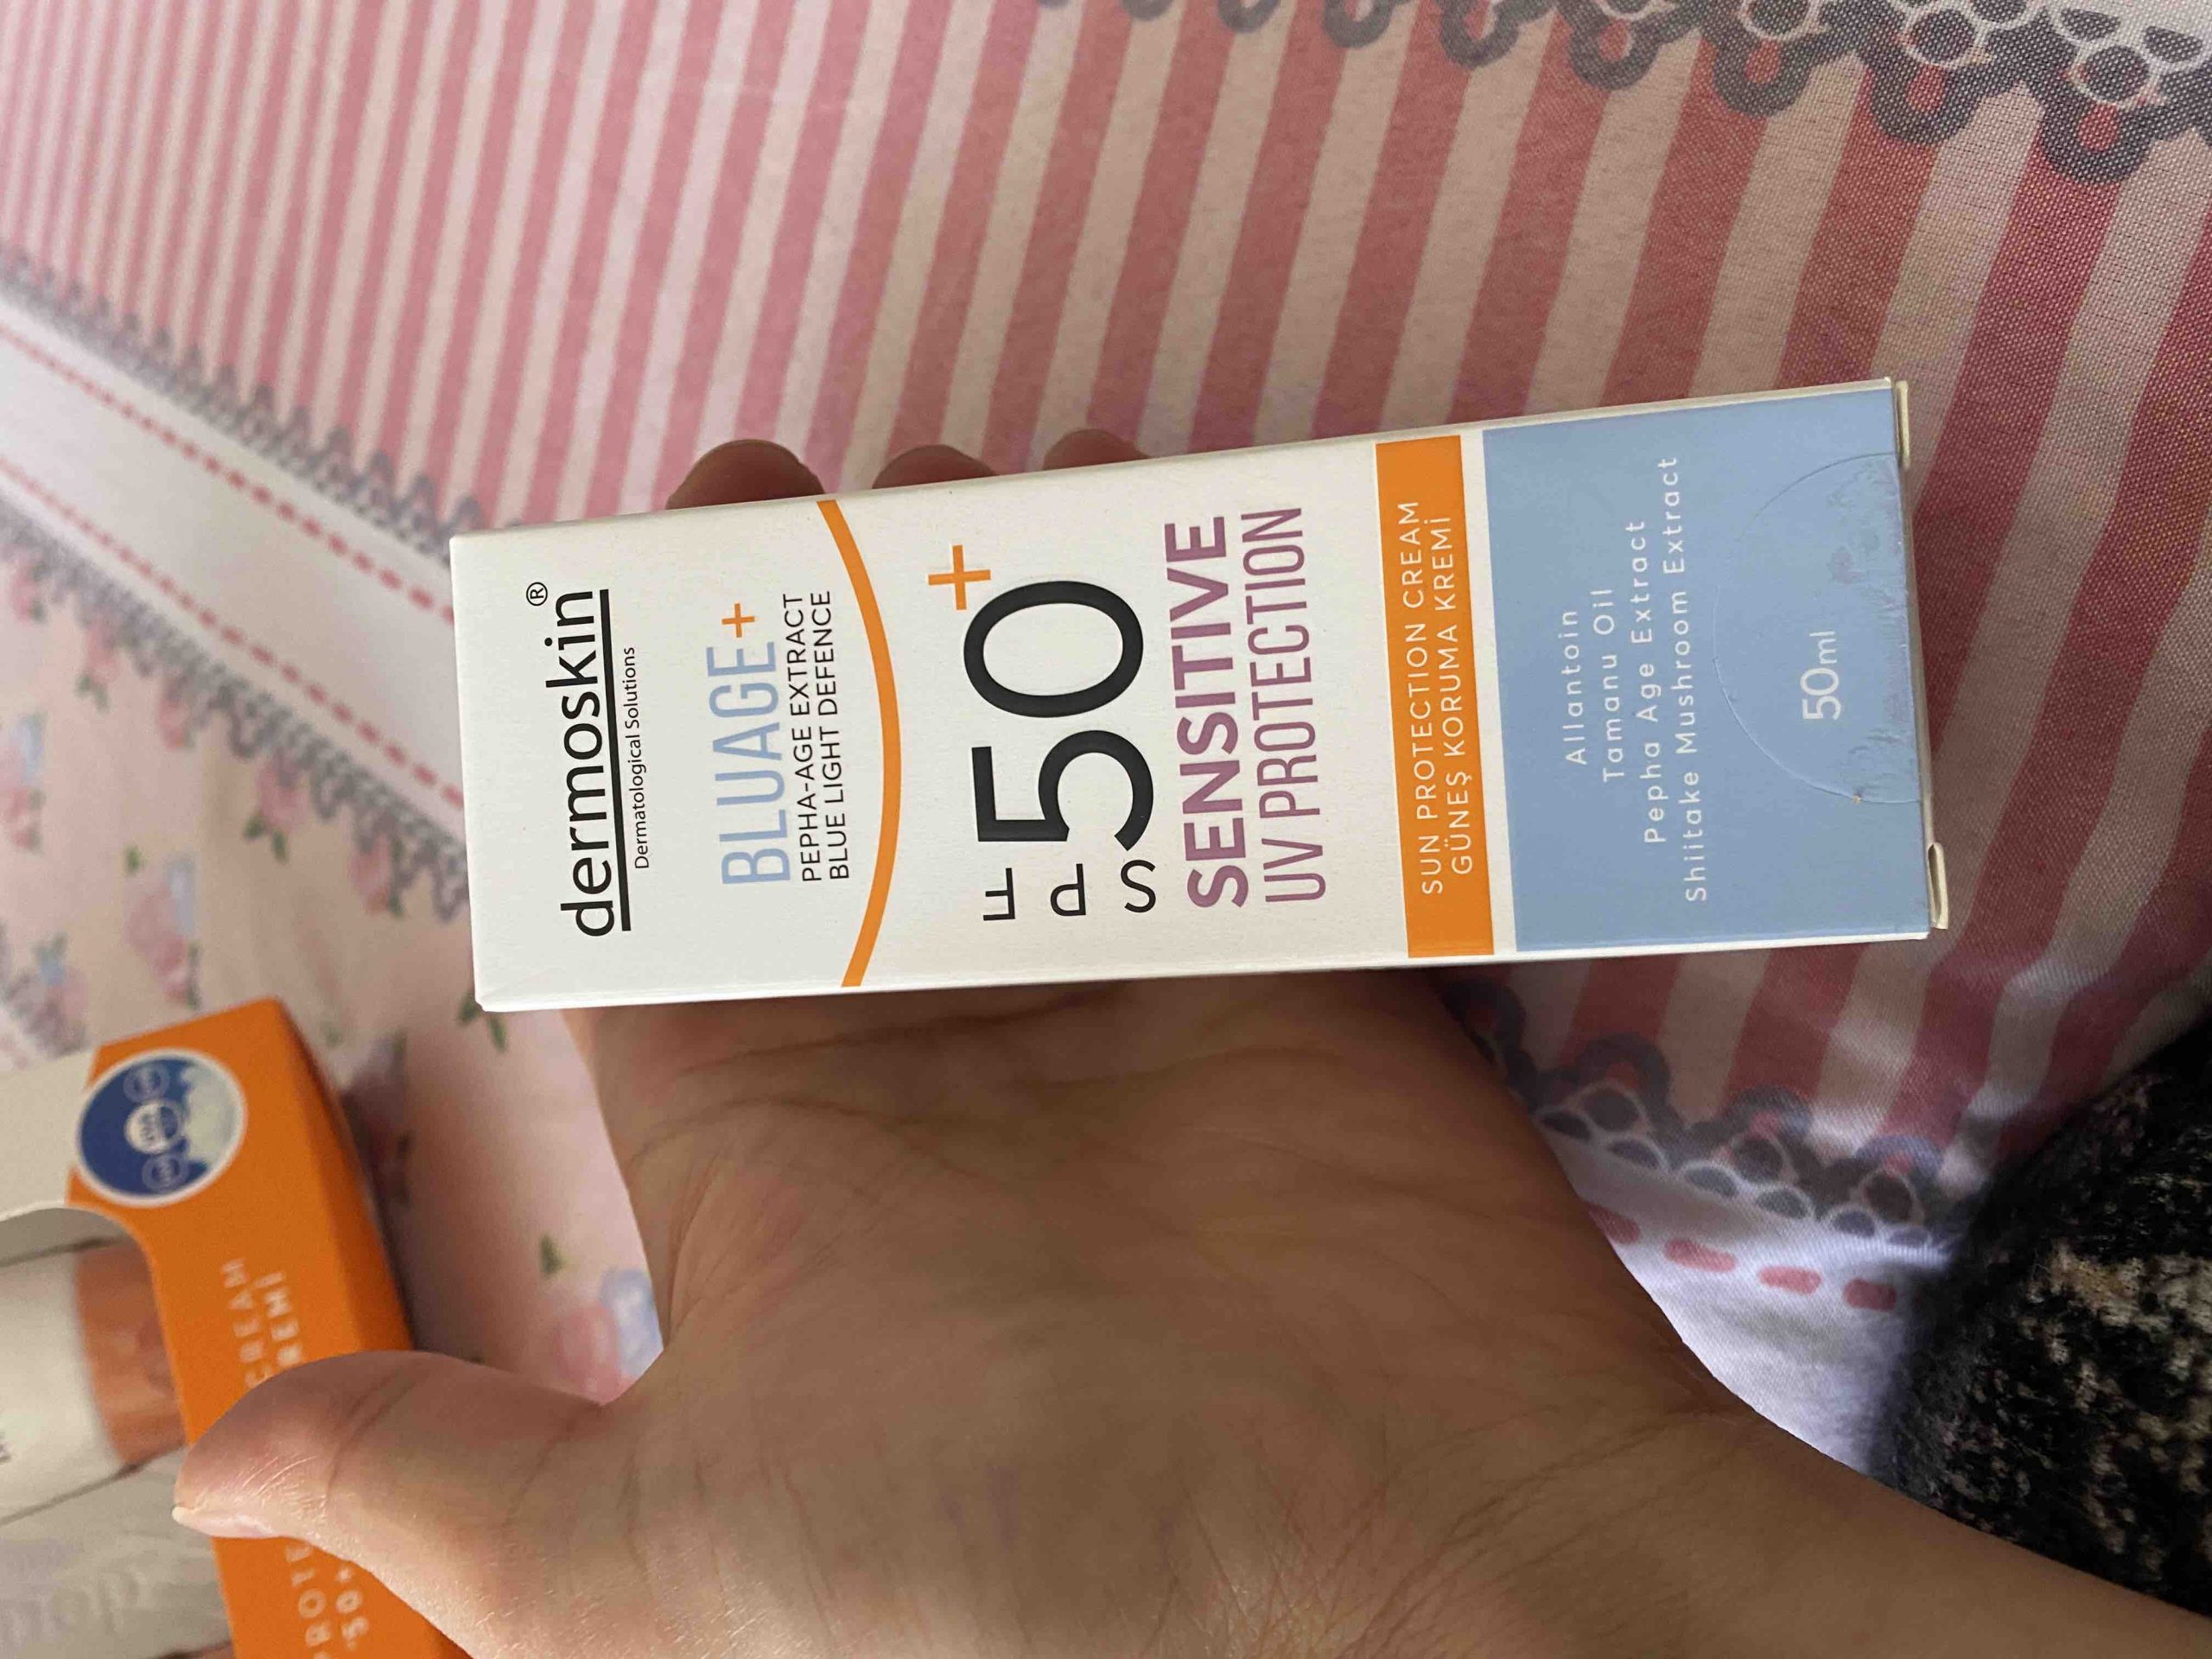 dermoskin®
Dermatological Solutions
BLUAGE+
PEPHA-AGE EXTRACT
BLUE LIGHT DEFENCE
SPF 50+
SENSITIVE
UV PROTECTION
SUN PROTECTION CREAM
GÜNEŞ KORUMA KREMİ
Allantoin
Tamanu Oil
Pepha Age Extract
Shiitake Mushroom Extract
50ml
CREAM